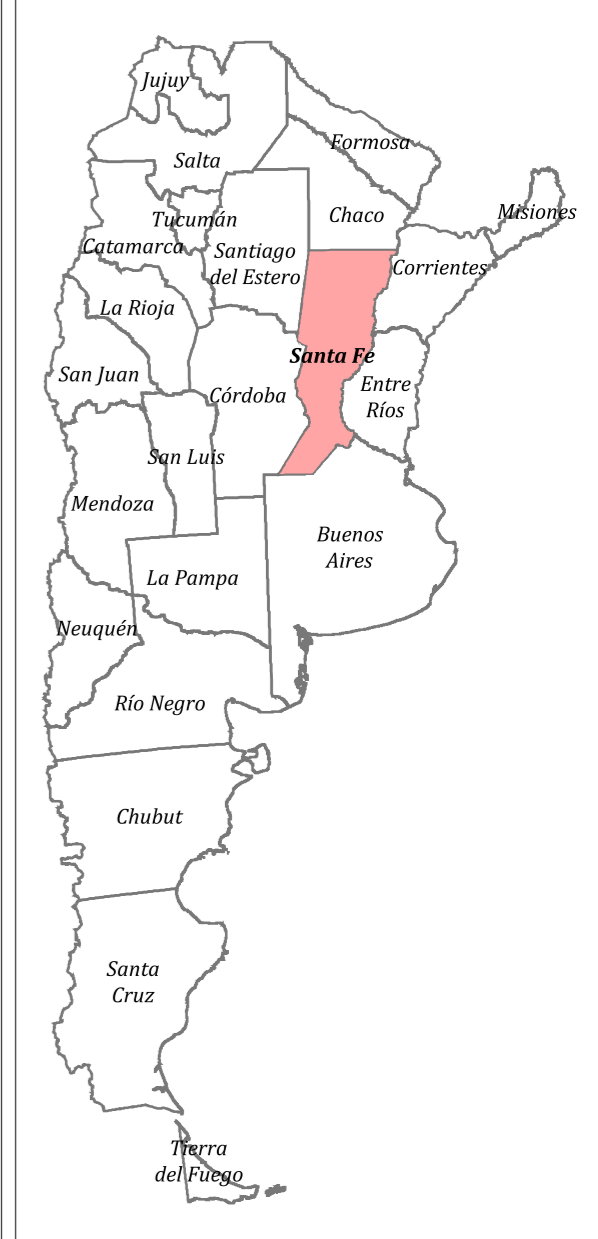 Jujuy
Formosa
Salta
Misiones
Chaco
Tucumán
Catamarca
Santiago
del Estero
Corrientes
La Rioja
Santa Fe
San Juan
Entre
Ríos
Córdoba
San Luis
Mendoza
Buenos
Aires
La Pampa
Neuquén
Río Negro
Chubut
Santa
Cruz
Tierra
del Fuego